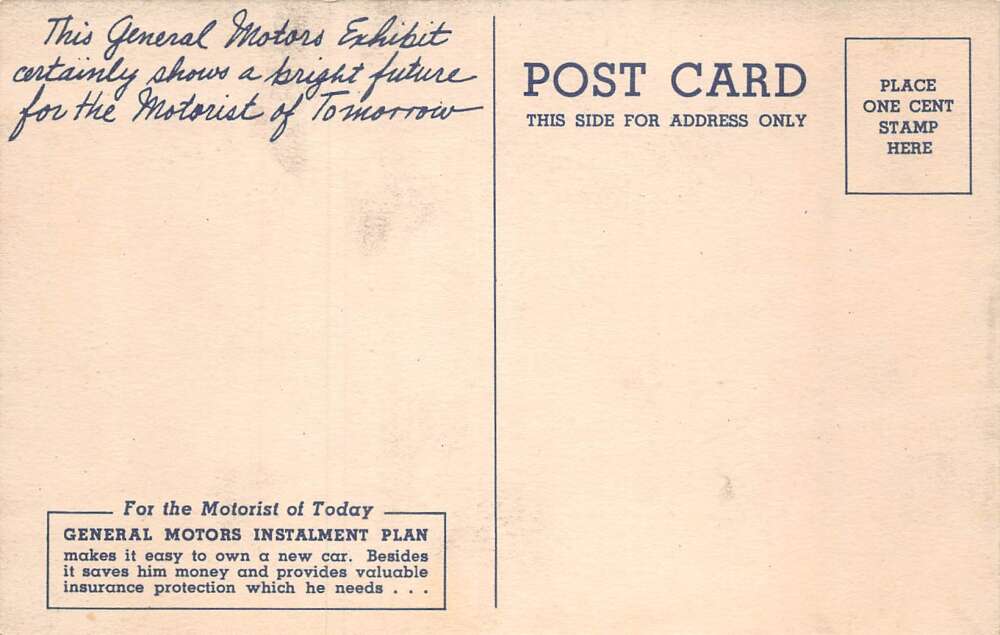 This General Motors Exhibit
certainly shows a bright future
for the Motorist of Tomorrow
POST CARD
THIS SIDE FOR ADDRESS ONLY
PLACE
ONE CENT
STAMP
HERE
For the Motorist of Today
GENERAL MOTORS INSTALMENT PLAN
makes it easy to own a new car. Besides
it saves him money and provides valuable
insurance protection which he needs . . .